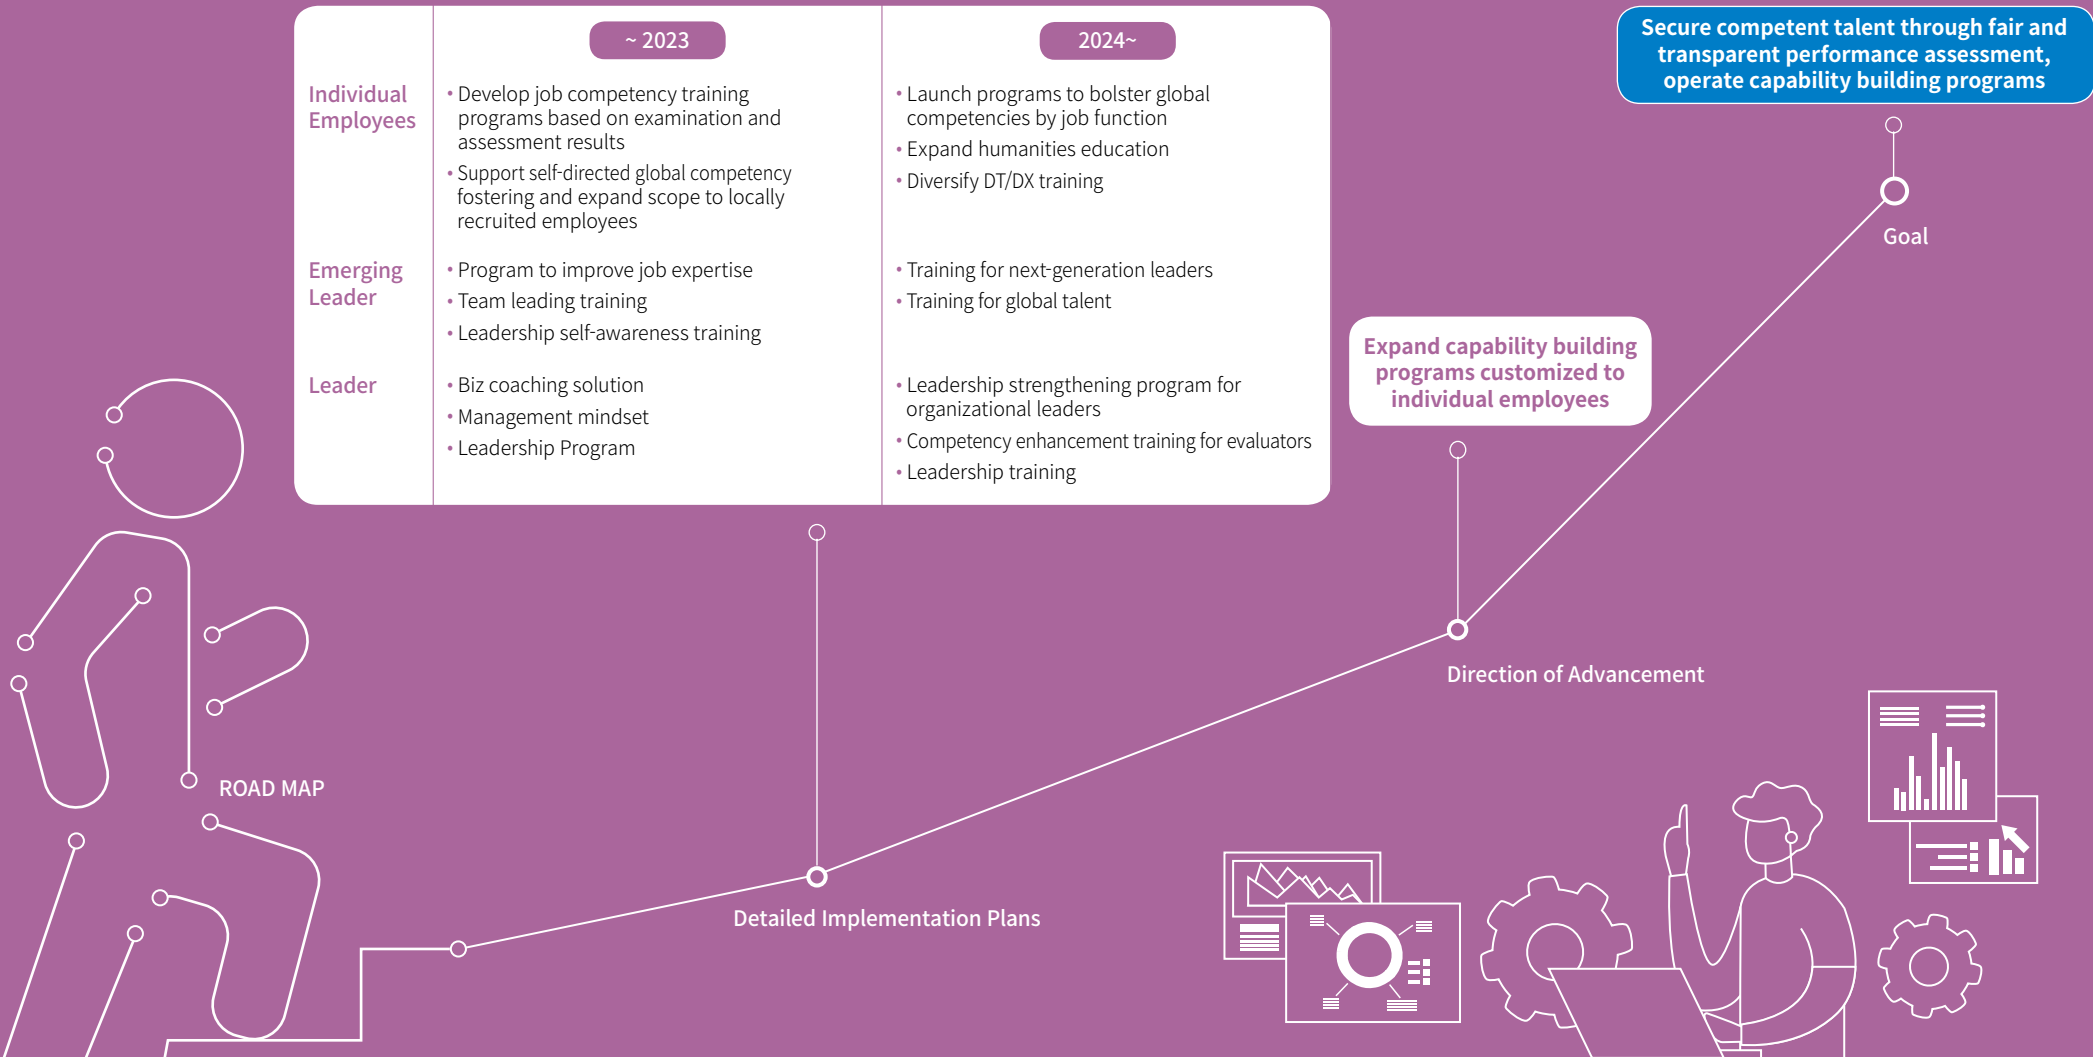 ~ 2023
2024~
Individual
Employees
• Develop job competency training
programs based on examination and
assessment results
• Support self-directed global competency
fostering and expand scope to locally
recruited employees
• Launch programs to bolster global
competencies by job function
• Expand humanities education
• Diversify DT/DX training
Emerging
Leader
• Program to improve job expertise
• Team leading training
• Leadership self-awareness training
• Training for next-generation leaders
• Training for global talent
Leader
• Biz coaching solution
• Management mindset
• Leadership Program
• Leadership strengthening program for
organizational leaders
• Competency enhancement training for evaluators
• Leadership training
Secure competent talent through fair and
transparent performance assessment,
operate capability building programs
Goal
Expand capability building
programs customized to
individual employees
Direction of Advancement
ROAD MAP
Detailed Implementation Plans